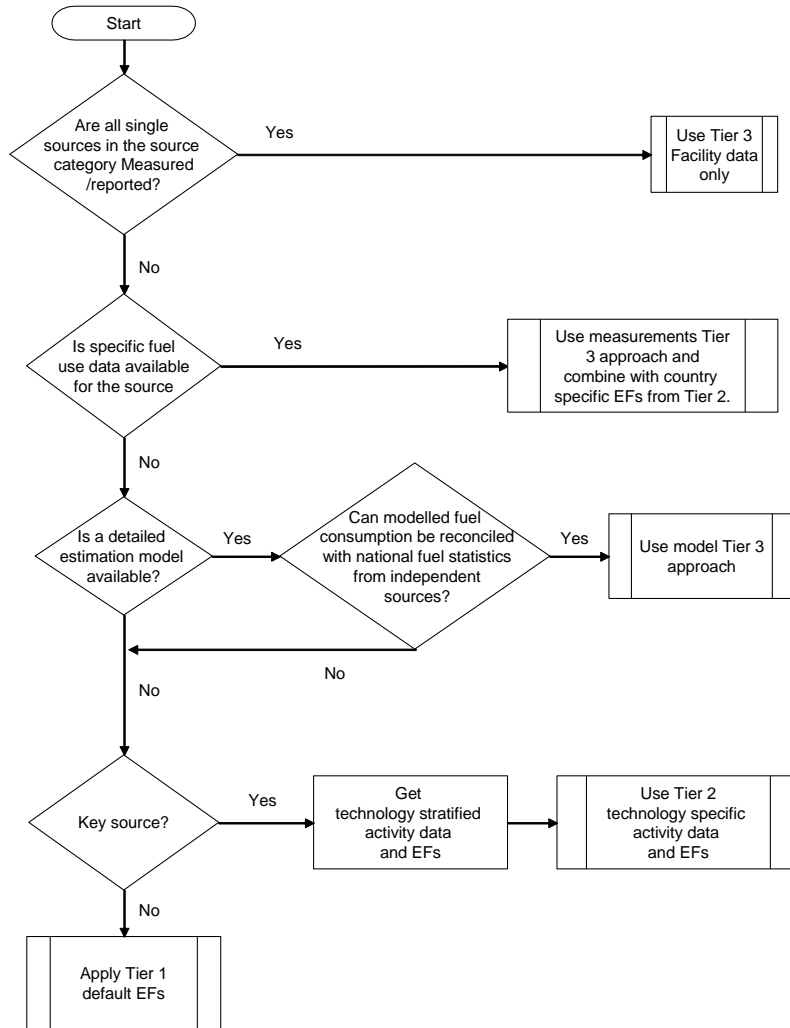 Start
Are all single
sources in the source
category Measured
/reported?
Yes
Use Tier 3
Facility data
only
No
Is specific fuel
use data available
for the source
Yes
Use measurements Tier
3 approach and
combine with country
specific EFs from Tier 2.
No
Is a detailed
estimation model
available?
Yes
Can modelled fuel
consumption be reconciled
with national fuel statistics
from independent
sources?
Yes
Use model Tier 3
approach
No
No
Key source?
Yes
Get
technology stratified
activity data
and EFs
Use Tier 2
technology specific
activity data
and EFs
No
Apply Tier 1
default EFs